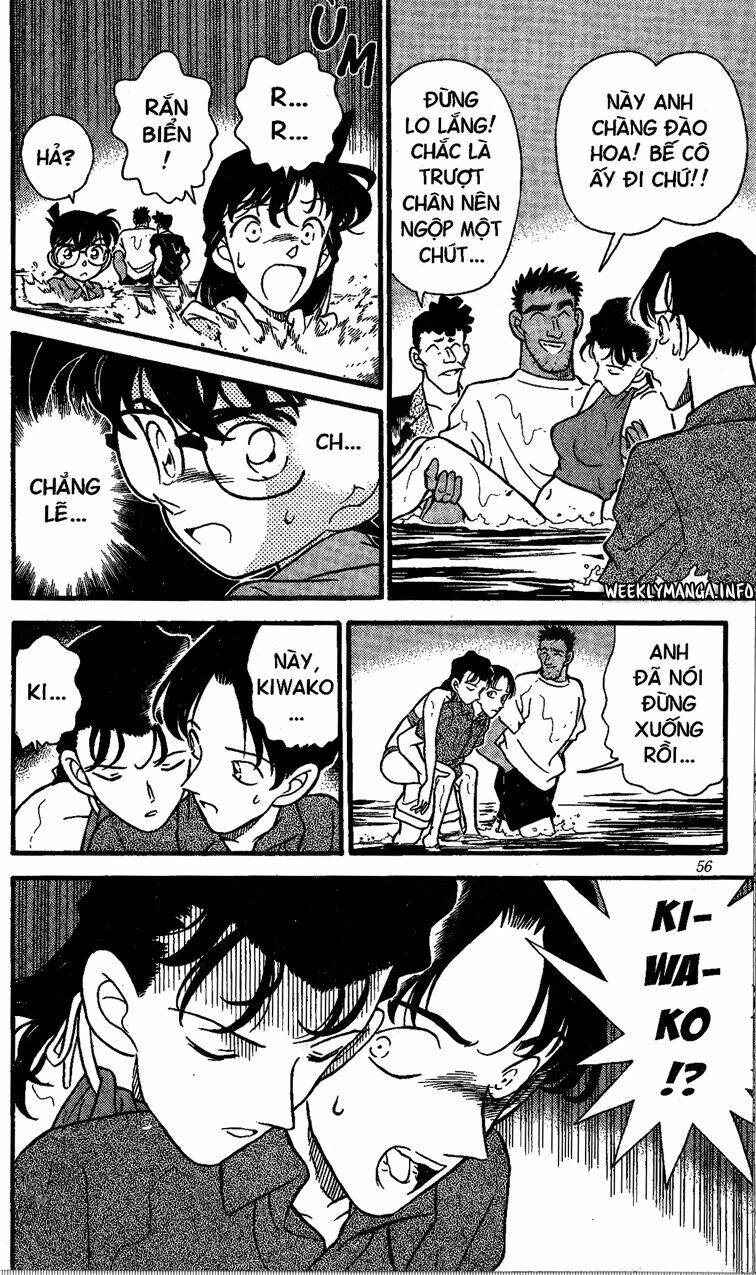 NÀY ANH
CHÀNG ĐÀO
HOA! BẾ CÔ
ẤY ĐI CHỨ!!
ĐỪNG
LO LẮNG!
CHẮC LÀ
TRƯỢT
CHÂN NÊN
NGỘP MỘT
CHÚT...
ÙM
R...
R...
RẮN
BIỂN
!
HẢ?
CH...
CHẲNG
LẼ...
WEEKLYMANGA.INFO
ANH
ĐÃ NÓI
ĐỪNG
XUỐNG
RỒI...
NÀY,
KIWAKO
...
KI...
56
KI-
WA-
KO
!?